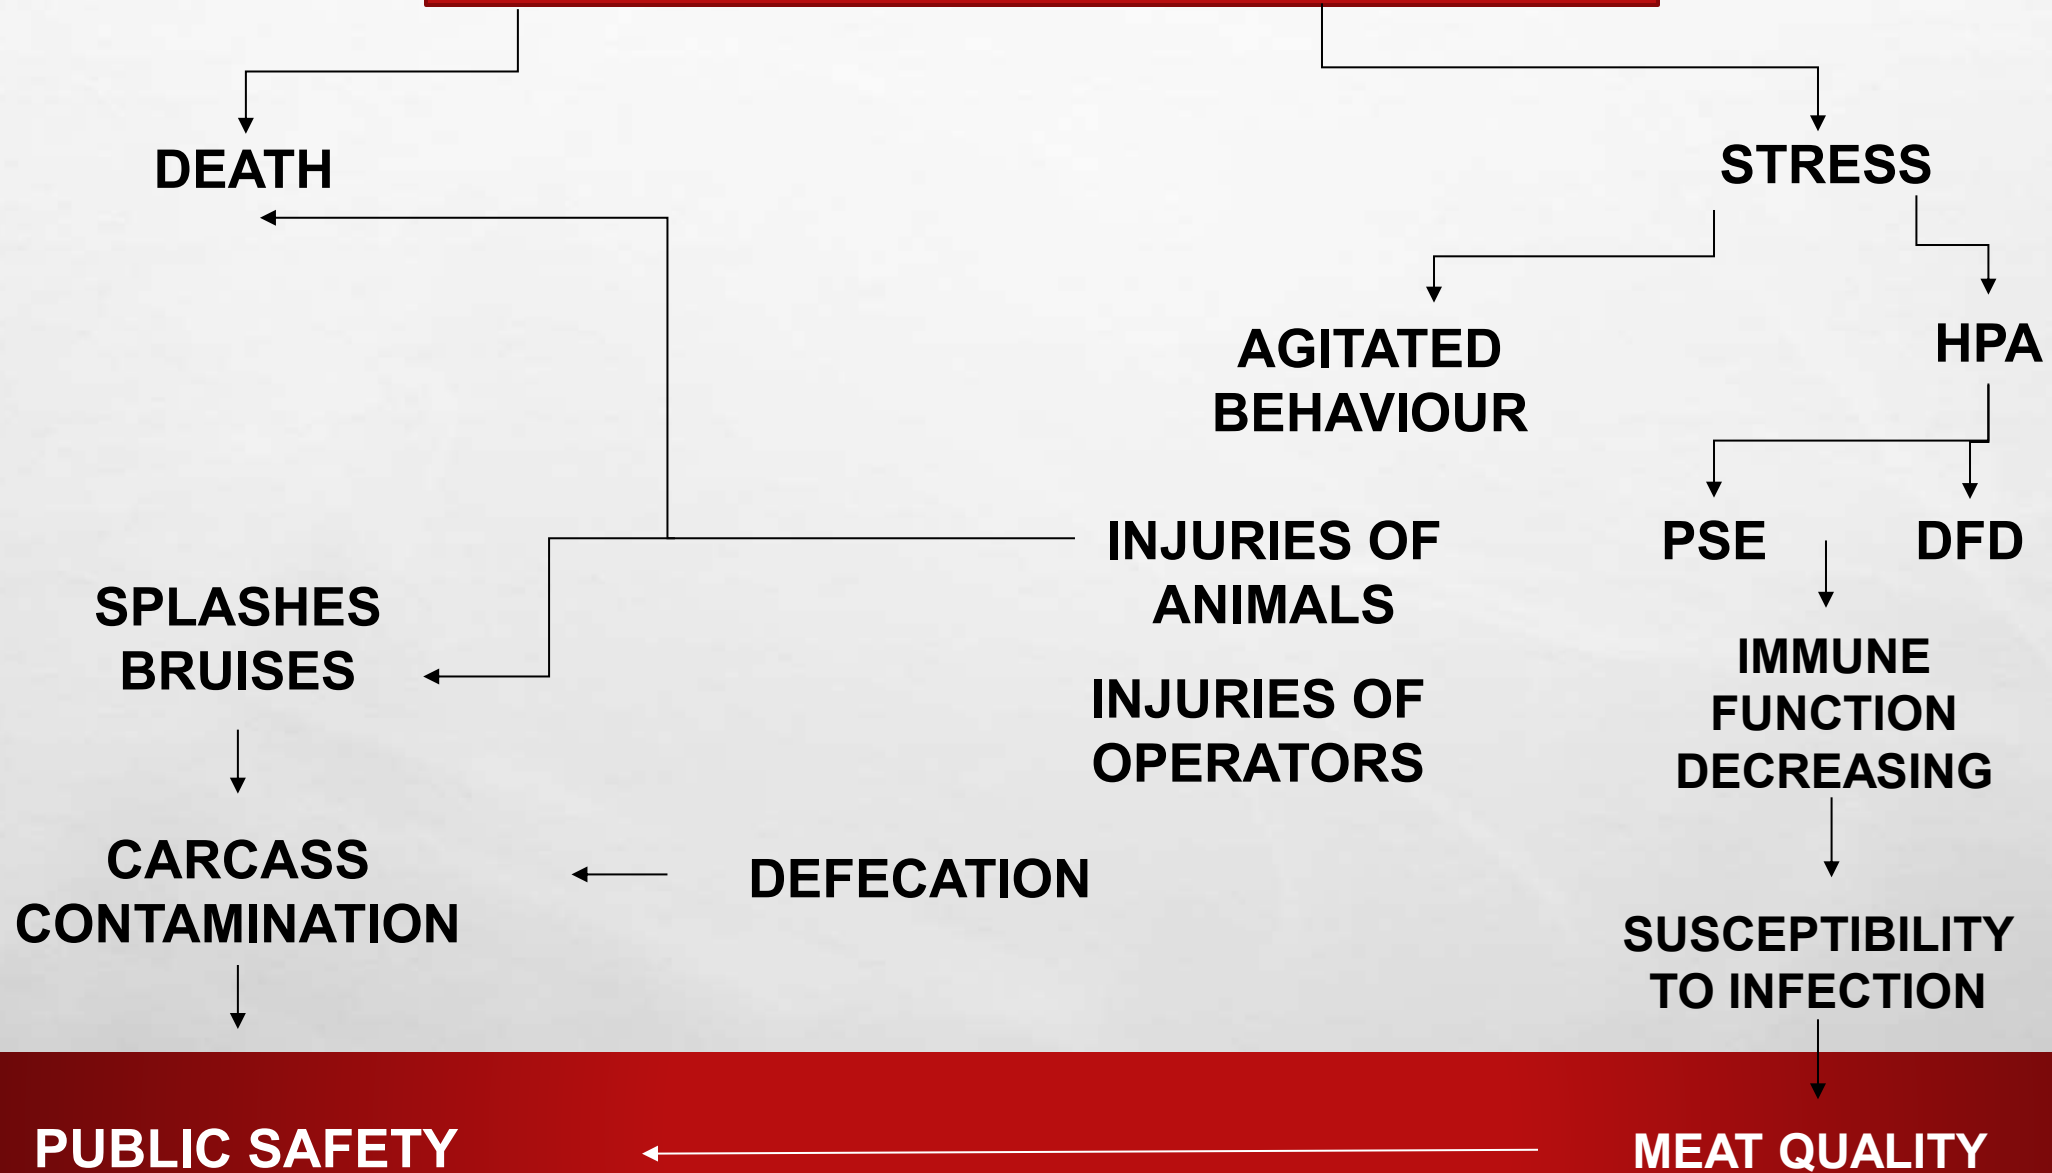 DEATH
STRESS
AGITATED
BEHAVIOUR
HPA
INJURIES OF
ANIMALS
PSE
DFD
SPLASHES
BRUISES
INJURIES OF
OPERATORS
IMMUNE
FUNCTION
DECREASING
CARCASS
CONTAMINATION
DEFECATION
SUSCEPTIBILITY
TO INFECTION
PUBLIC SAFETY
MEAT QUALITY